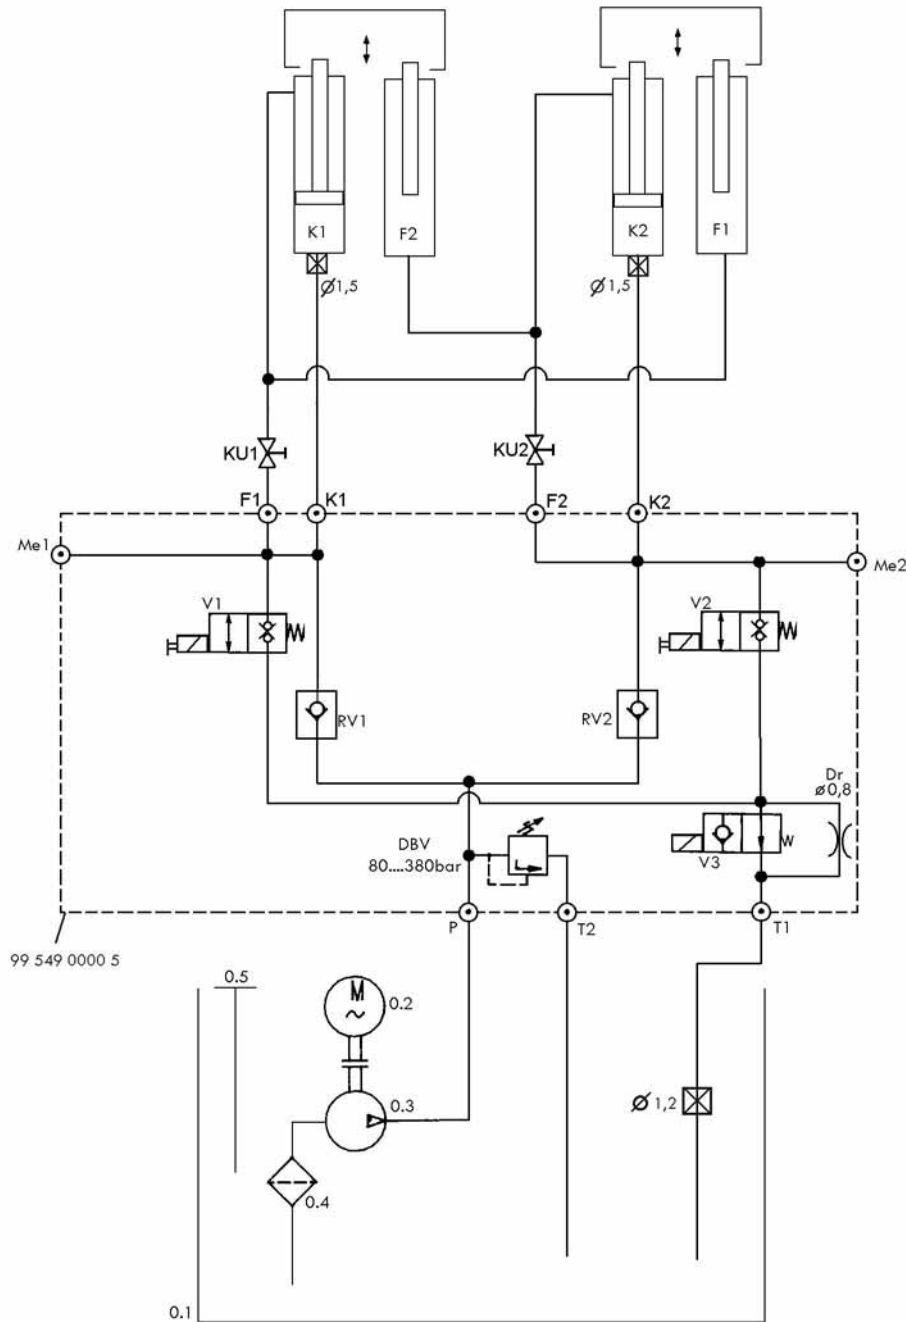 K1
F2
K2
F1
Ø1,5
Ø1,5
KU1
KU2
F1
K1
F2
K2
Me1
Me2
V1
V2
RV1
RV2
Dr
ø0,8
DBV
80....380bar
V3
P
T2
T1
99 549 0000 5
0.5
M
~
0.2
0.3
Ø 1,2
0.4
0.1